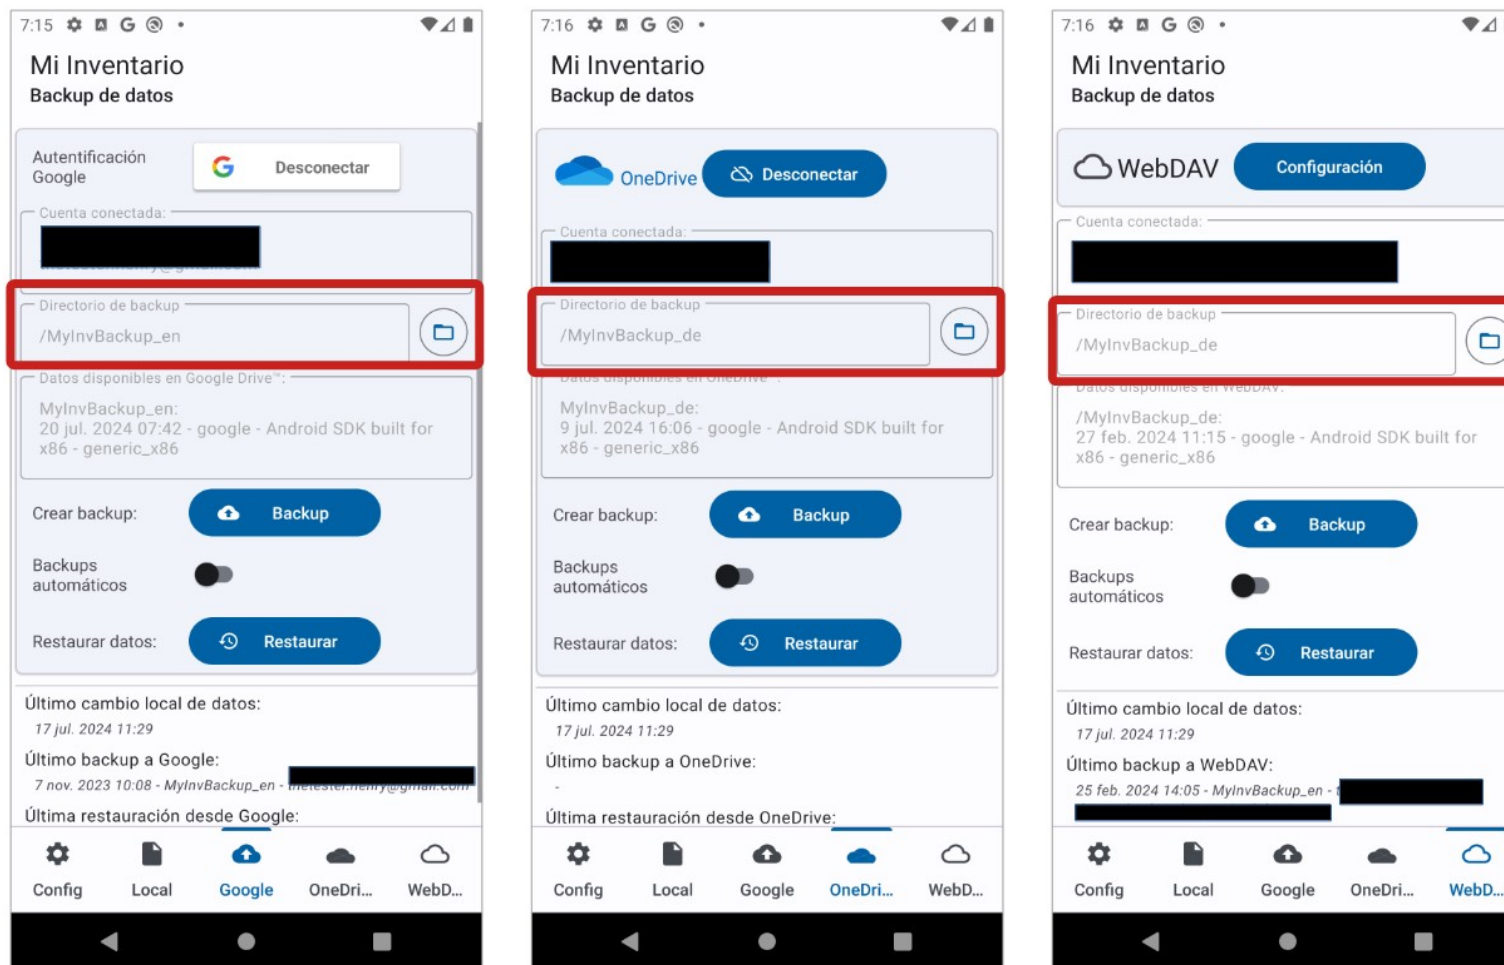 7:15
Mi Inventario
Backup de datos
Autentificación
Google
Desconectar
Cuenta conectada:
Directorio de backup
/MyInvBackup_en
Datos disponibles en Google Drive™:
MyInvBackup_en:
20 jul. 2024 07:42 - google - Android SDK built for
x86 - generic_x86
Crear backup:
Backup
Backups
automáticos
Restaurar datos:
Restaurar
Último cambio local de datos:
17 jul. 2024 11:29
Último backup a Google:
7 nov. 2023 10:08 - MyInvBackup_en -
Última restauración desde Google:
Config
Local
Google
OneDri...
WebD...
7:16
Mi Inventario
Backup de datos
OneDrive
Desconectar
Cuenta conectada:
Directorio de backup
/MyInvBackup_de
Datos disponibles en OneDrive™:
MyInvBackup_de:
9 jul. 2024 16:06 - google - Android SDK built for
x86 - generic_x86
Crear backup:
Backup
Backups
automáticos
Restaurar datos:
Restaurar
Último cambio local de datos:
17 jul. 2024 11:29
Último backup a OneDrive:
-
Última restauración desde OneDrive:
Config
Local
Google
OneDri...
WebD...
7:16
Mi Inventario
Backup de datos
WebDAV
Configuración
Cuenta conectada:
Directorio de backup
/MyInvBackup_de
Datos disponibles en WebDAV:
/MyInvBackup_de:
27 feb. 2024 11:15 - google - Android SDK built for
x86 - generic_x86
Crear backup:
Backup
Backups
automáticos
Restaurar datos:
Restaurar
Último cambio local de datos:
17 jul. 2024 11:29
Último backup a WebDAV:
25 feb. 2024 14:05 - MyInvBackup_en -
Config
Local
Google
OneDri...
WebD...